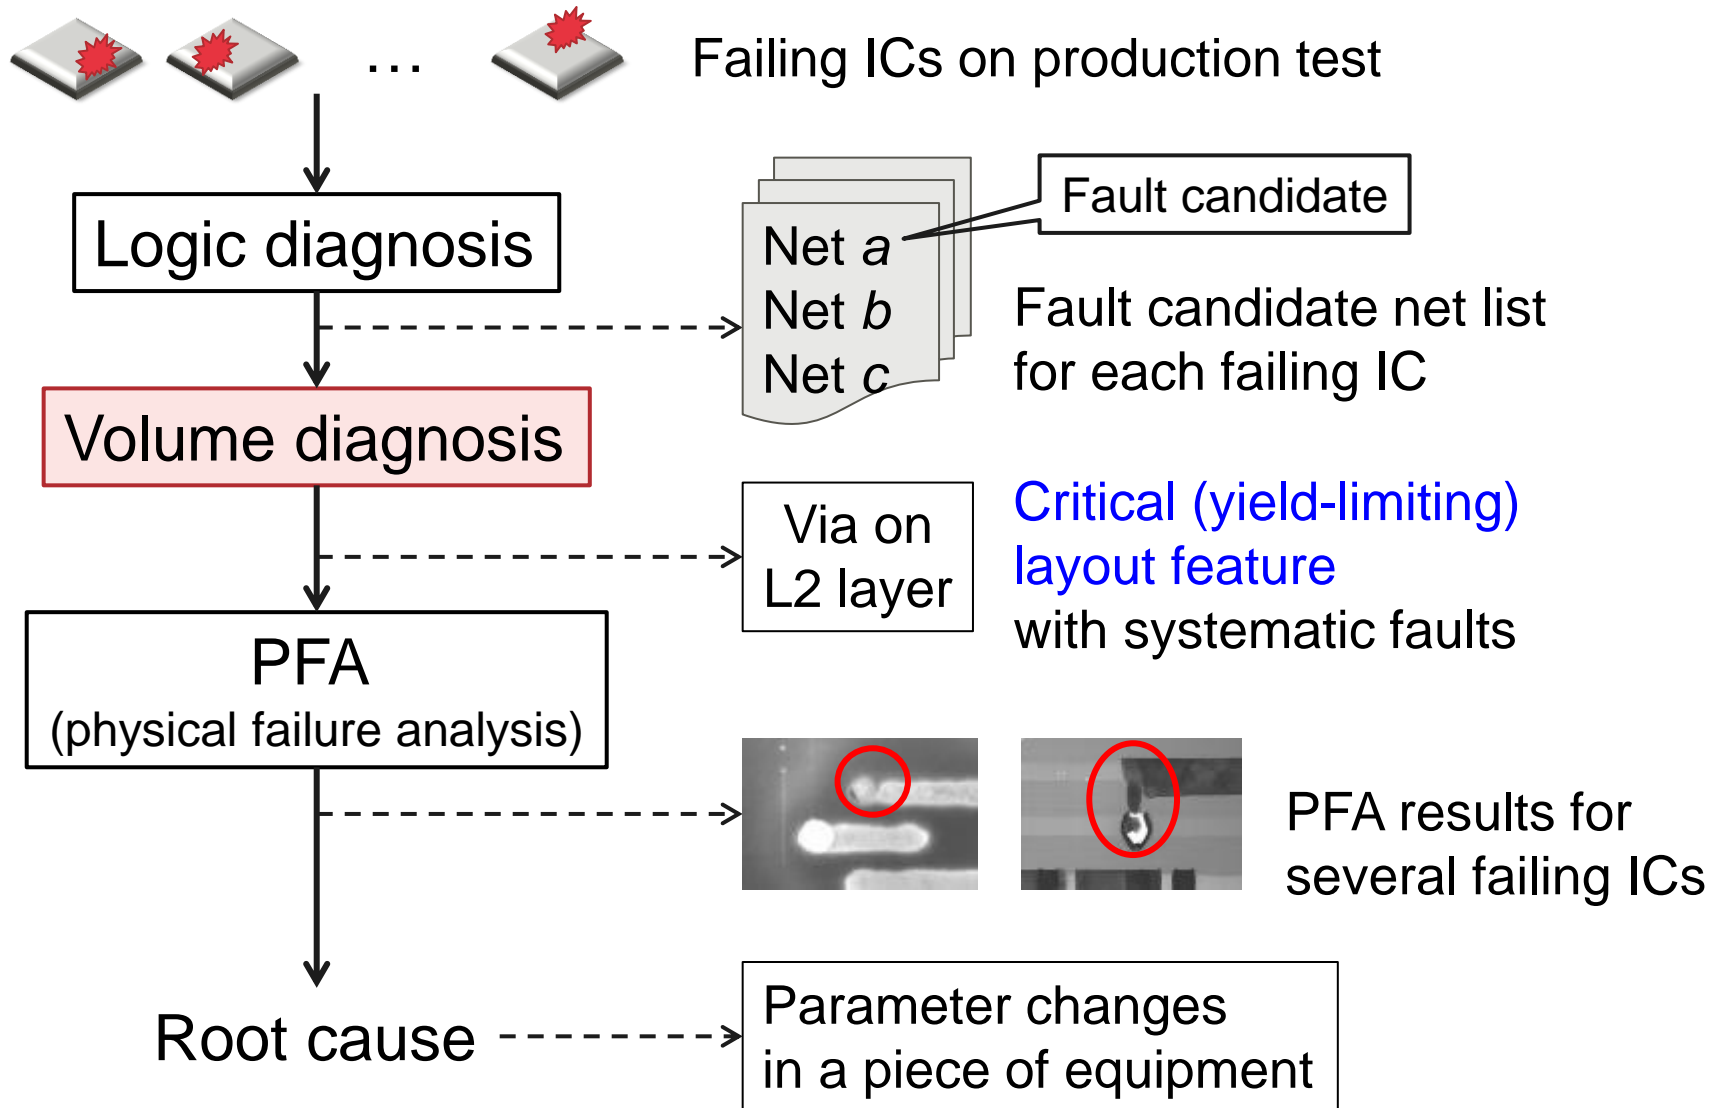 … Failing ICs on production test
Logic diagnosis
Fault candidate
Net a
Net b
Net c
Fault candidate net list
for each failing IC
Volume diagnosis
Via on
L2 layer
Critical (yield-limiting)
layout feature
with systematic faults
PFA
(physical failure analysis)
PFA results for
several failing ICs
Root cause
Parameter changes
in a piece of equipment